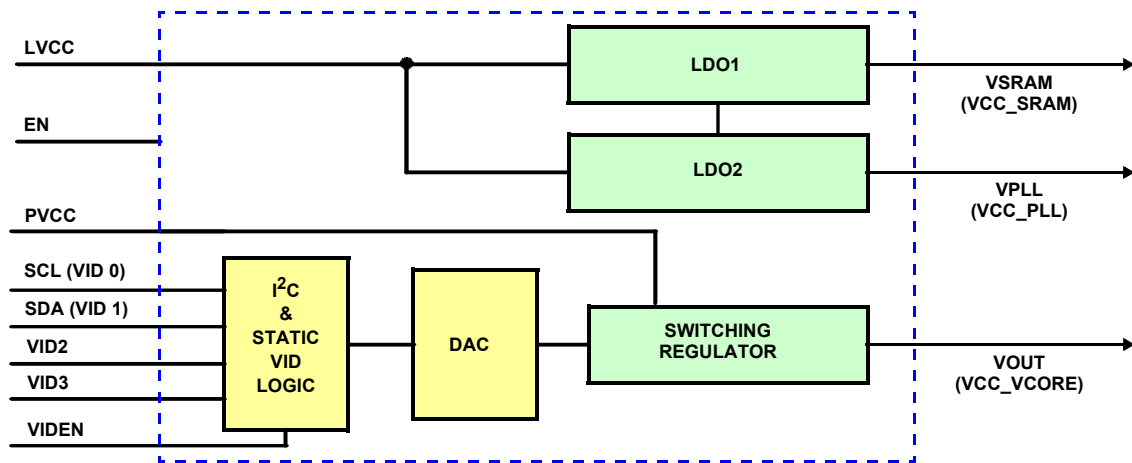 LVCC
LDO1
VSRAM
(VCC_SRAM)
EN
LDO2
VPLL
(VCC_PLL)
PVCC
SCL (VID 0)
SDA (VID 1)
VID2
VID3
VIDEN
I²C
&
STATIC
VID
LOGIC
DAC
SWITCHING
REGULATOR
VOUT
(VCC_VCORE)